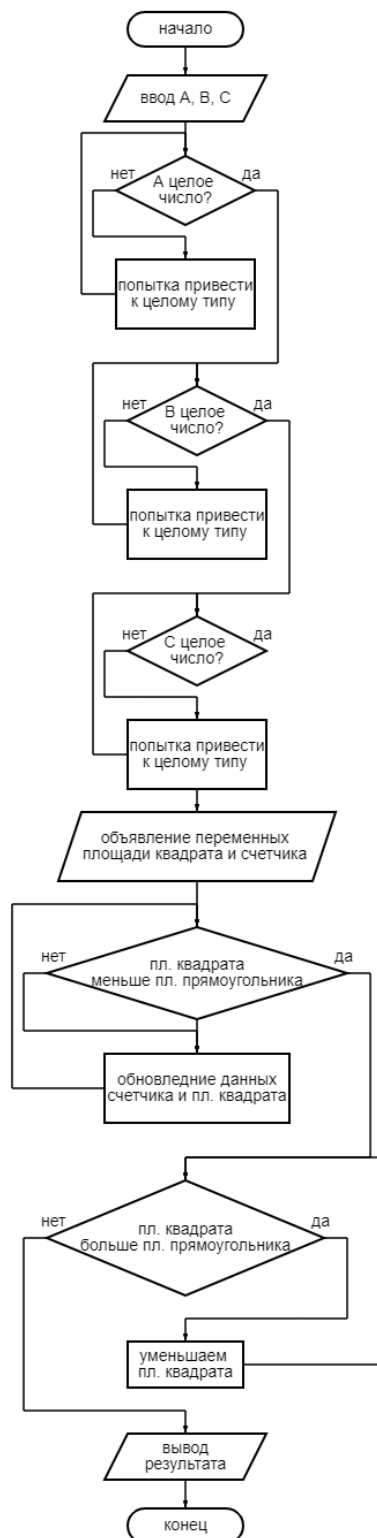 начало
ввод А, В, С
нет
да
А целое
число?
попытка привести
к целому типу
нет
да
В целое
число?
попытка привести
к целому типу
нет
да
С целое
число?
попытка привести
к целому типу
объявление переменных
площади квадрата и счетчика
нет
да
пл. квадрата
меньше пл. прямоугольника
обновледние данных
счетчика и пл. квадрата
нет
да
пл. квадрата
больше пл. прямоугольника
уменьшаем
пл. квадрата
вывод
результата
конец